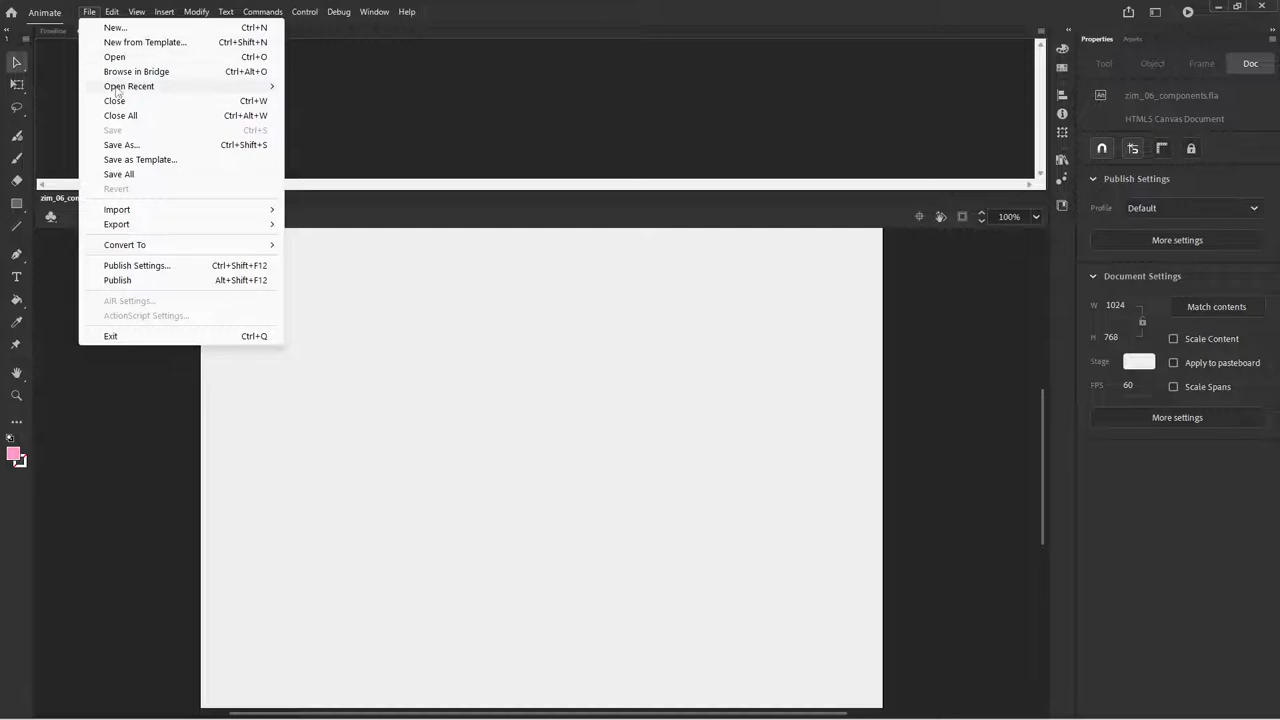 Animate File Edit View Insert Modify Text Commands Control Debug Window Help
Timeline
New... Ctrl+N
New from Template... Ctrl+Shift+N
Open Ctrl+O
Browse in Bridge Ctrl+Alt+O
Open Recent
Close Ctrl+W
Close All Ctrl+Alt+W
Save Ctrl+S
Save As... Ctrl+Shift+S
Save as Template...
Save All
Revert
Import
Export
Convert To
Publish Settings... Ctrl+Shift+F12
Publish Alt+Shift+F12
AIR Settings...
ActionScript Settings...
Exit Ctrl+Q
100%
Properties Assets
Tool Object Frame Doc
An zim_06_components.fla
HTML5 Canvas Document
Publish Settings
Profile Default
More settings
Document Settings
W 1024 Match contents
H 768 Scale Content
Stage Apply to pasteboard
FPS 60 Scale Spans
More settings